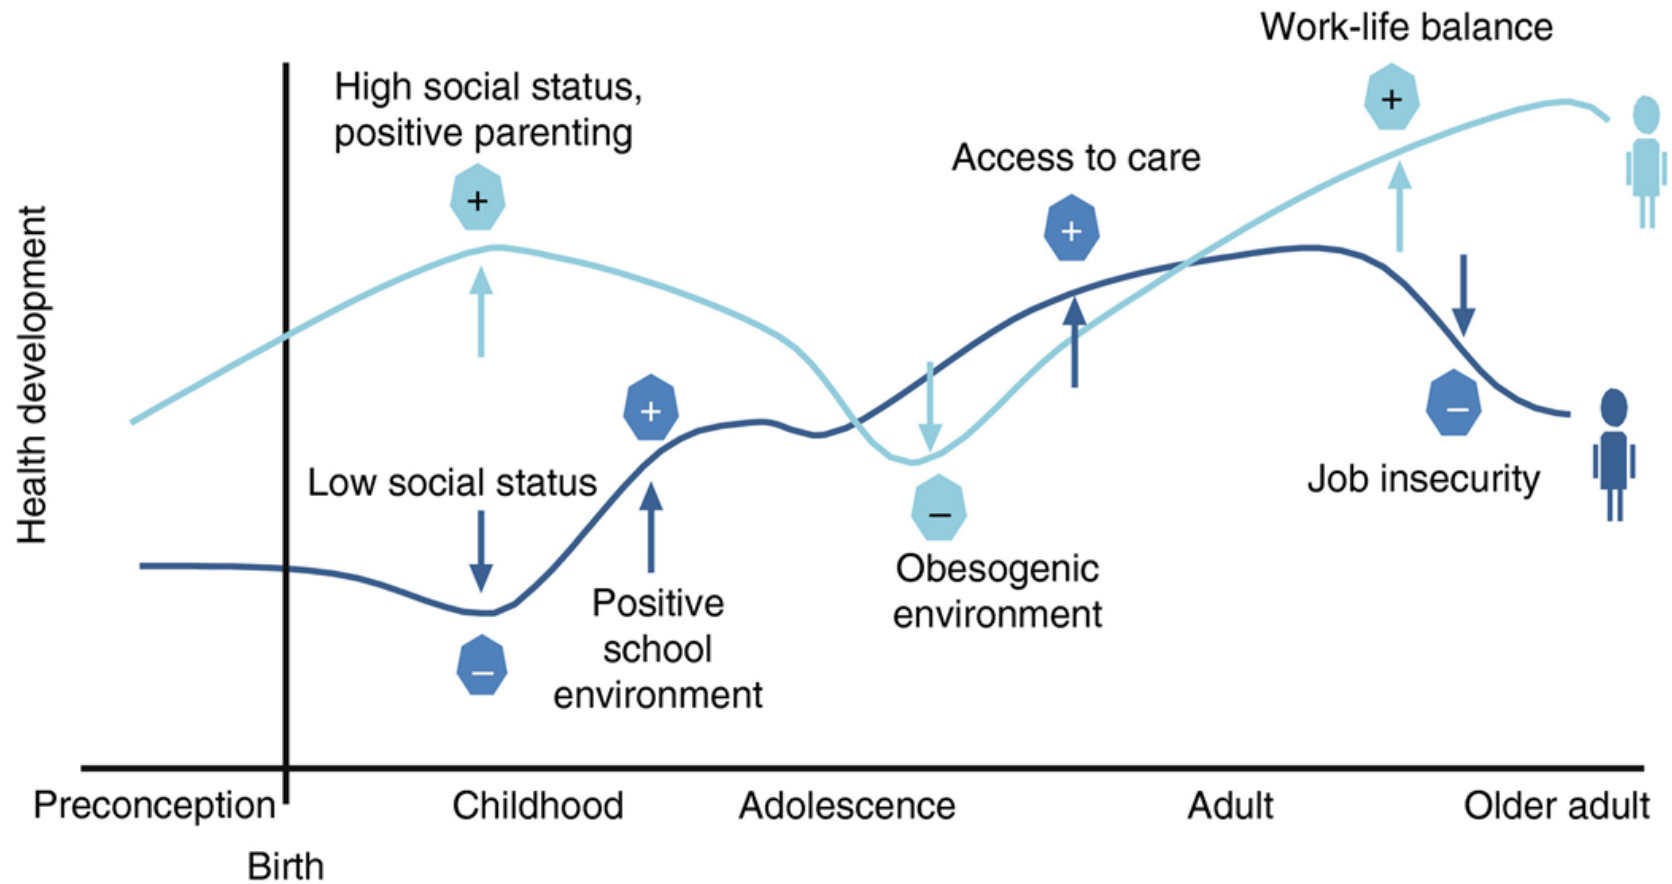 Work-life balance
High social status,
positive parenting
+
+
Access to care
+
+
Health development
Low social status
–
–
Job insecurity
–
Obesogenic
environment
Positive
school
environment
–
Preconception
Childhood
Adolescence
Adult
Older adult
Birth